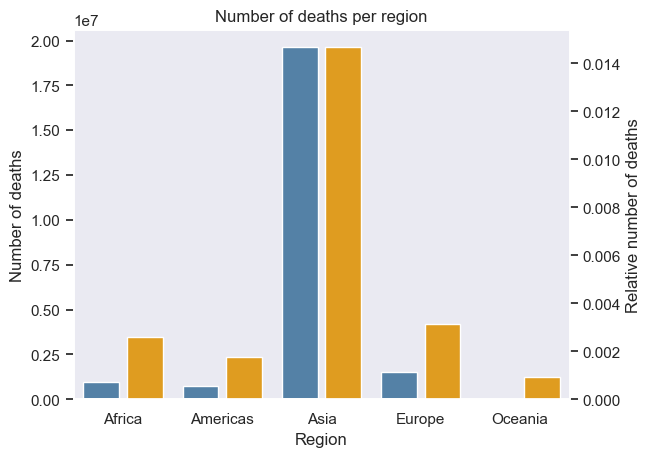 Number of deaths per region
1e7
Number of deaths
2.00
1.75
1.50
1.25
1.00
0.75
0.50
0.25
0.00
0.014
0.012
0.010
0.008
0.006
0.004
0.002
0.000
Relative number of deaths
Africa Americas Asia Europe Oceania
Region